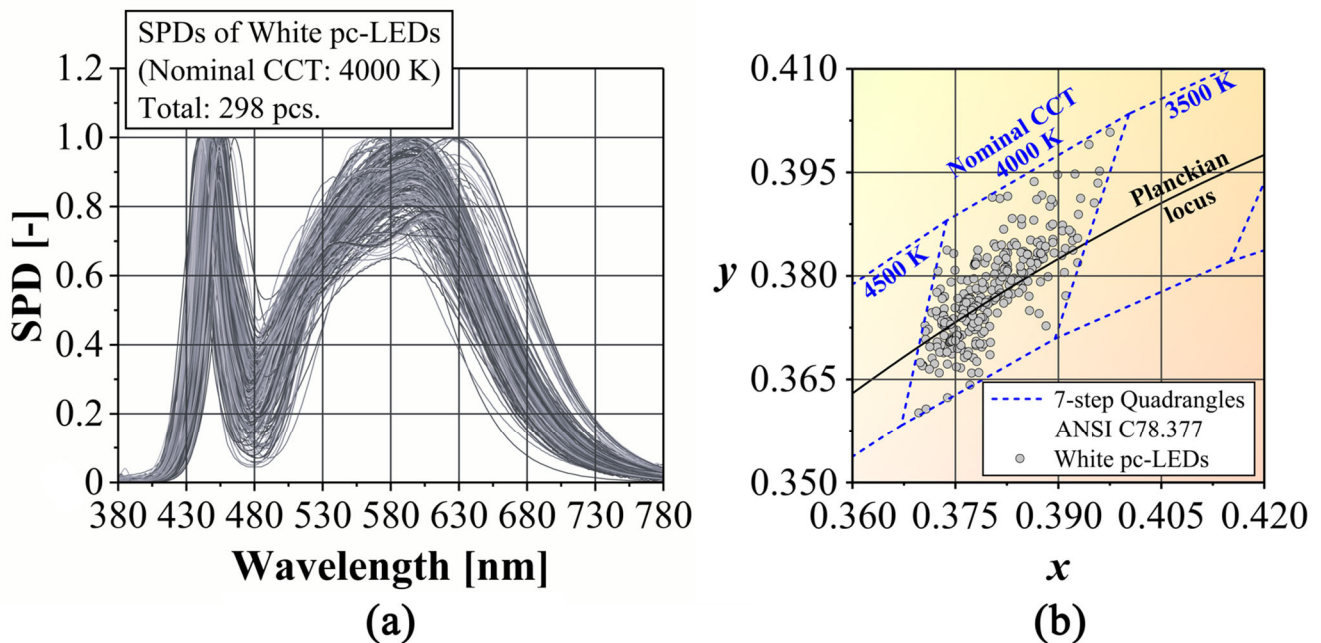 SPDs of White pc-LEDs
(Nominal CCT: 4000 K)
Total: 298 pcs.
1.2
1.0
0.8
0.6
0.4
0.2
0
SPD [-]
380 430 480 530 580 630 680 730 780
Wavelength [nm]
(a)
0.410
0.395
0.380
0.365
0.350
y
Nominal CCT
4000 K
3500 K
4500 K
Planckian
locus
7-step Quadrangles
ANSI C78.377
White pc-LEDs
0.360 0.375 0.390 0.405 0.420
x
(b)